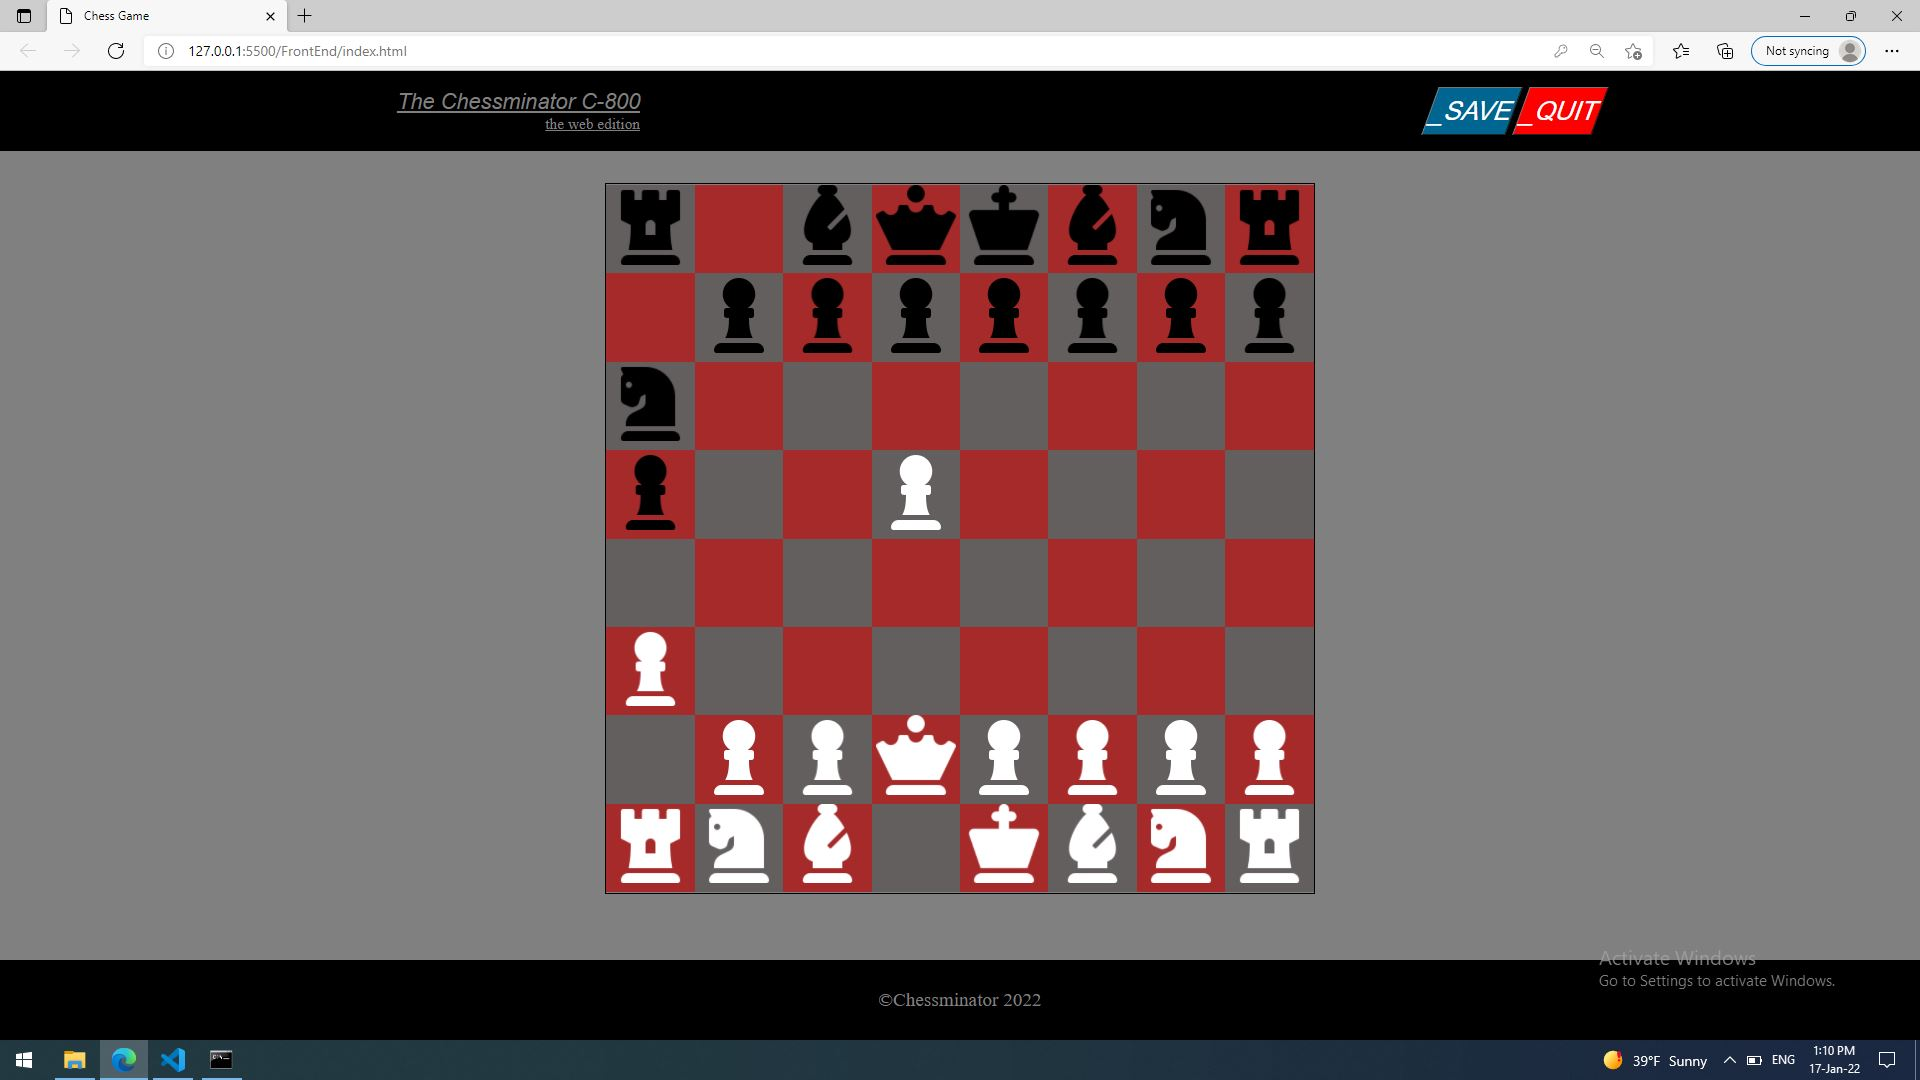 Chess Game
127.0.0.1:5500/FrontEnd/index.html
Not syncing
The Chessminator C-800
the web edition
_SAVE
_QUIT
Activate Windows
Go to Settings to activate Windows.
©Chessminator 2022
39°F Sunny
ENG
1:10 PM
17-Jan-22